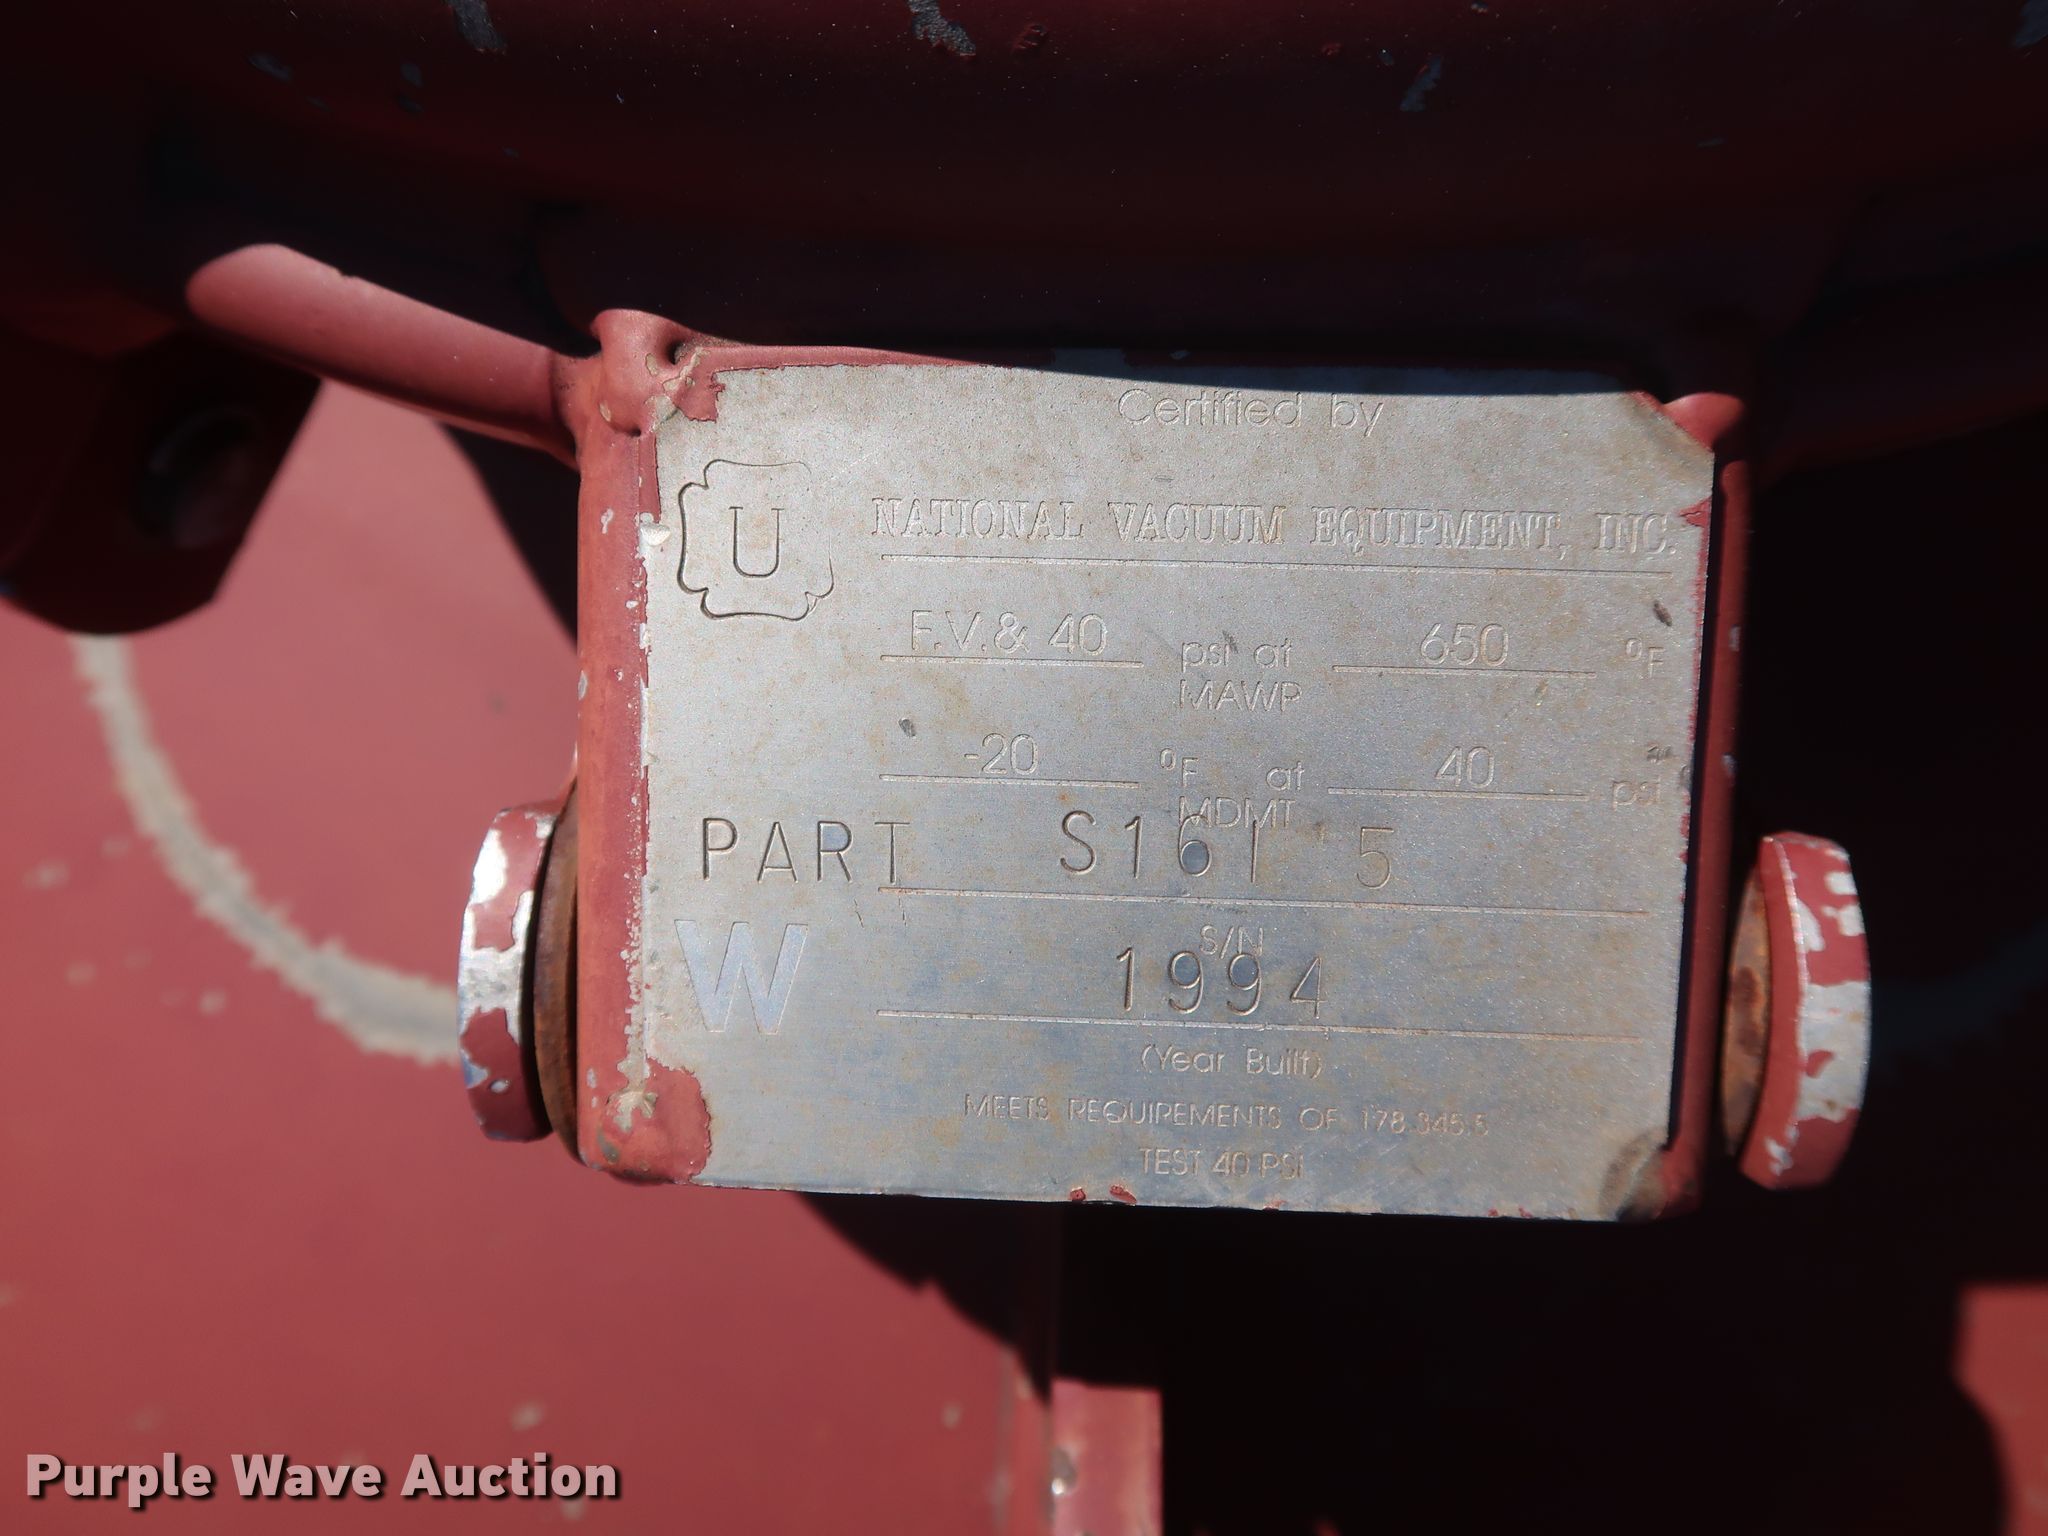 Certified by
U
NATIONAL VACUUM EQUIPMENT, INC.
F.V.& 40 psi at 650 °F
MAWP
-20 °F at 40 psi
MDMT
PART S161 5
S/N
W
1994
(Year Built)
MEETS REQUIREMENTS OF 178.345.5
TEST 40 PSI
Purple Wave Auction